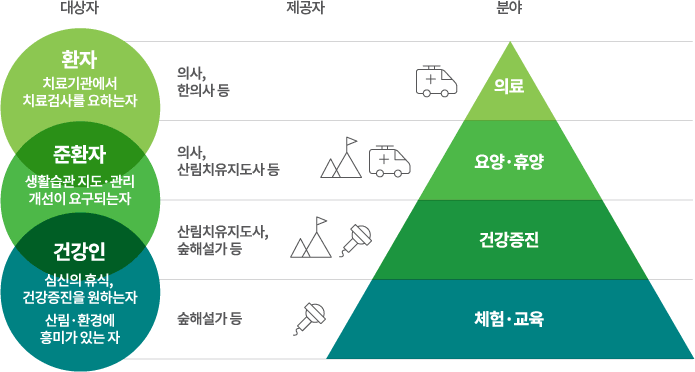 대상자
제공자
분야
환자
치료기관에서
치료검사를 요하는자
의사,
한의사 등
의료
준환자
생활습관 지도·관리
개선이 요구되는자
의사,
산림치유지도사 등
요양·휴양
건강인
심신의 휴식,
건강증진을 원하는자
산림·환경에
흥미가 있는 자
산림치유지도사,
숲해설가 등
건강증진
숲해설가 등
체험·교육